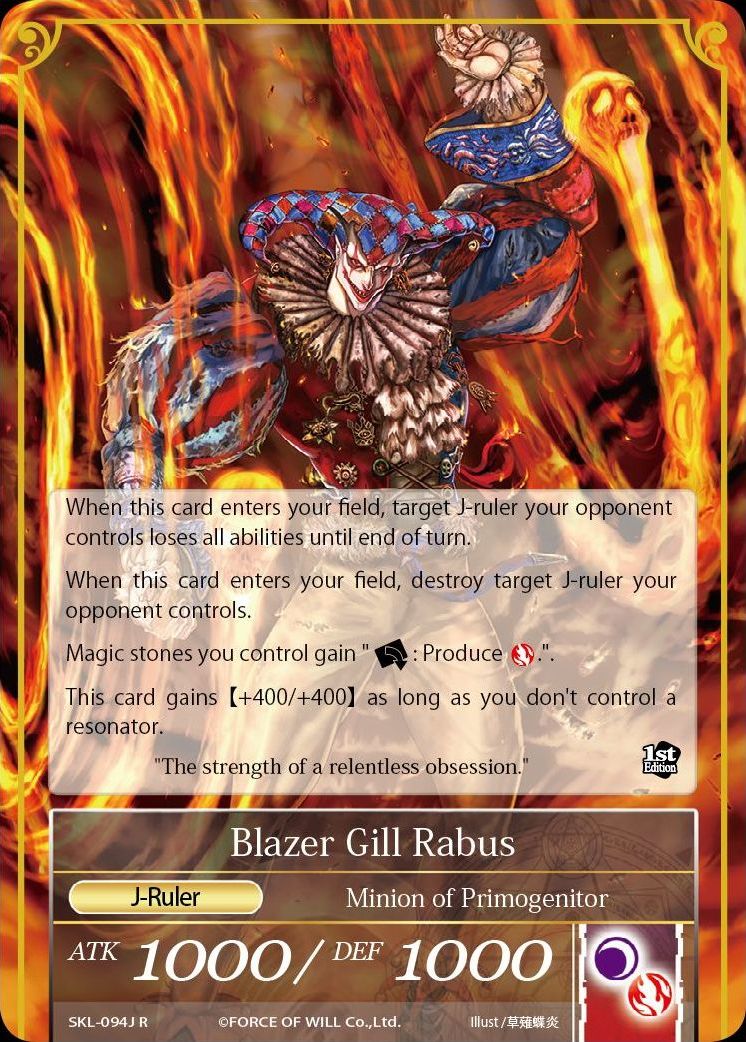 When this card enters your field, target J-ruler your opponent
controls loses all abilities until end of turn.
When this card enters your field, destroy target J-ruler your
opponent controls.
Magic stones you control gain " : Produce .".
This card gains 【+400/+400】 as long as you don't control a
resonator.
"The strength of a relentless obsession."
1st
Edition
Blazer Gill Rabus
J-Ruler
Minion of Primogenitor
ATK 1000/ DEF 1000
SKL-094J R ©FORCE OF WILL Co.,Ltd. Illust /草薙蝶炎